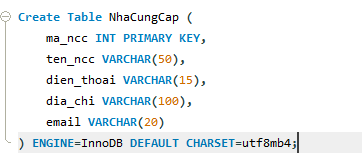 Create Table NhaCungCap (
ma_ncc INT PRIMARY KEY,
ten_ncc VARCHAR(50),
dien_thoai VARCHAR(15),
dia_chi VARCHAR(100),
email VARCHAR(20)
) ENGINE=InnoDB DEFAULT CHARSET=utf8mb4;